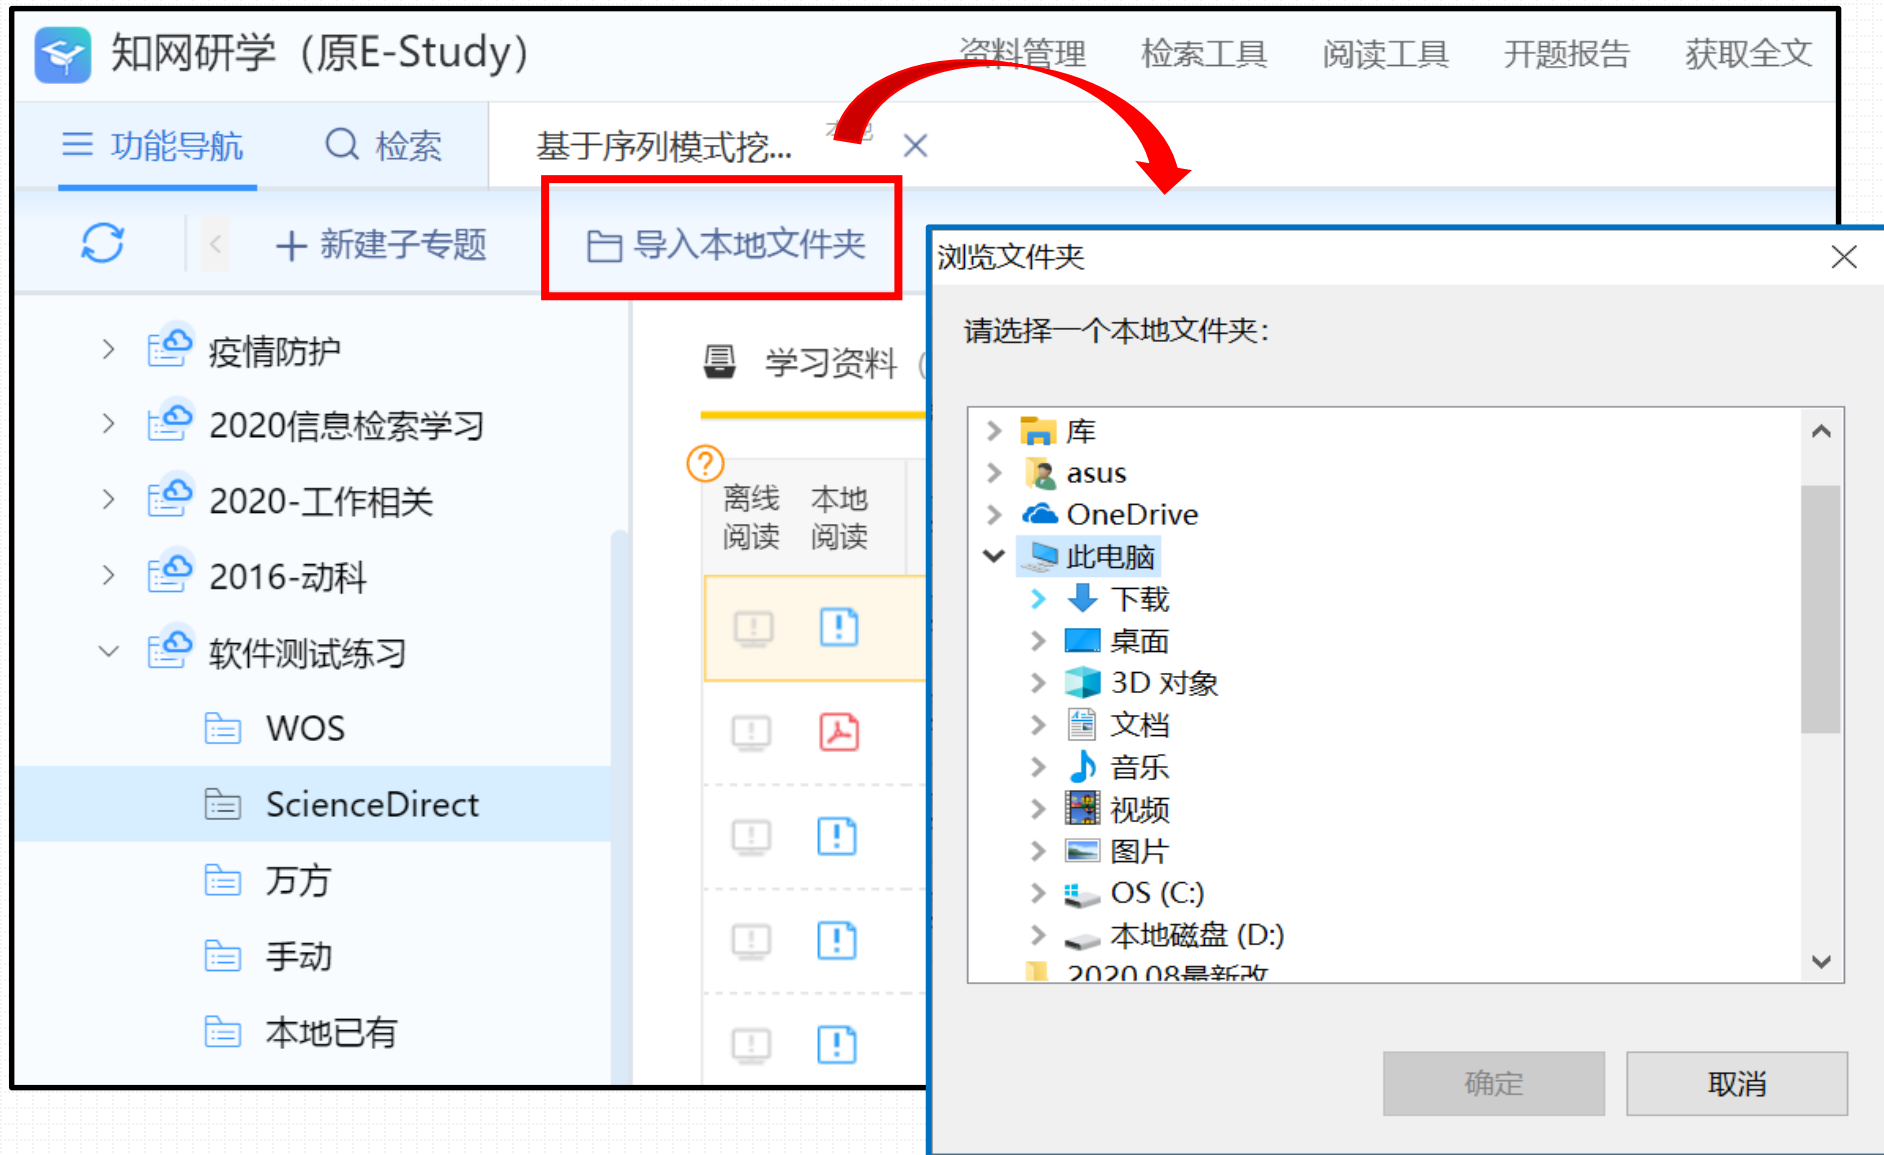 知网研学（原E-Study）
资料管理 检索工具 阅读工具 开题报告 获取全文
功能导航 检索 基于序列模式挖...
新建子专题 导入本地文件夹
疫情防护
2020信息检索学习
2020-工作相关
2016-动科
软件测试练习
WOS
ScienceDirect
万方
手动
本地已有
学习资料（
离线 本地
阅读 阅读
浏览文件夹
请选择一个本地文件夹：
库
asus
OneDrive
此电脑
下载
桌面
3D 对象
文档
音乐
视频
图片
OS (C:)
本地磁盘 (D:)
2020.08最新改
确定 取消